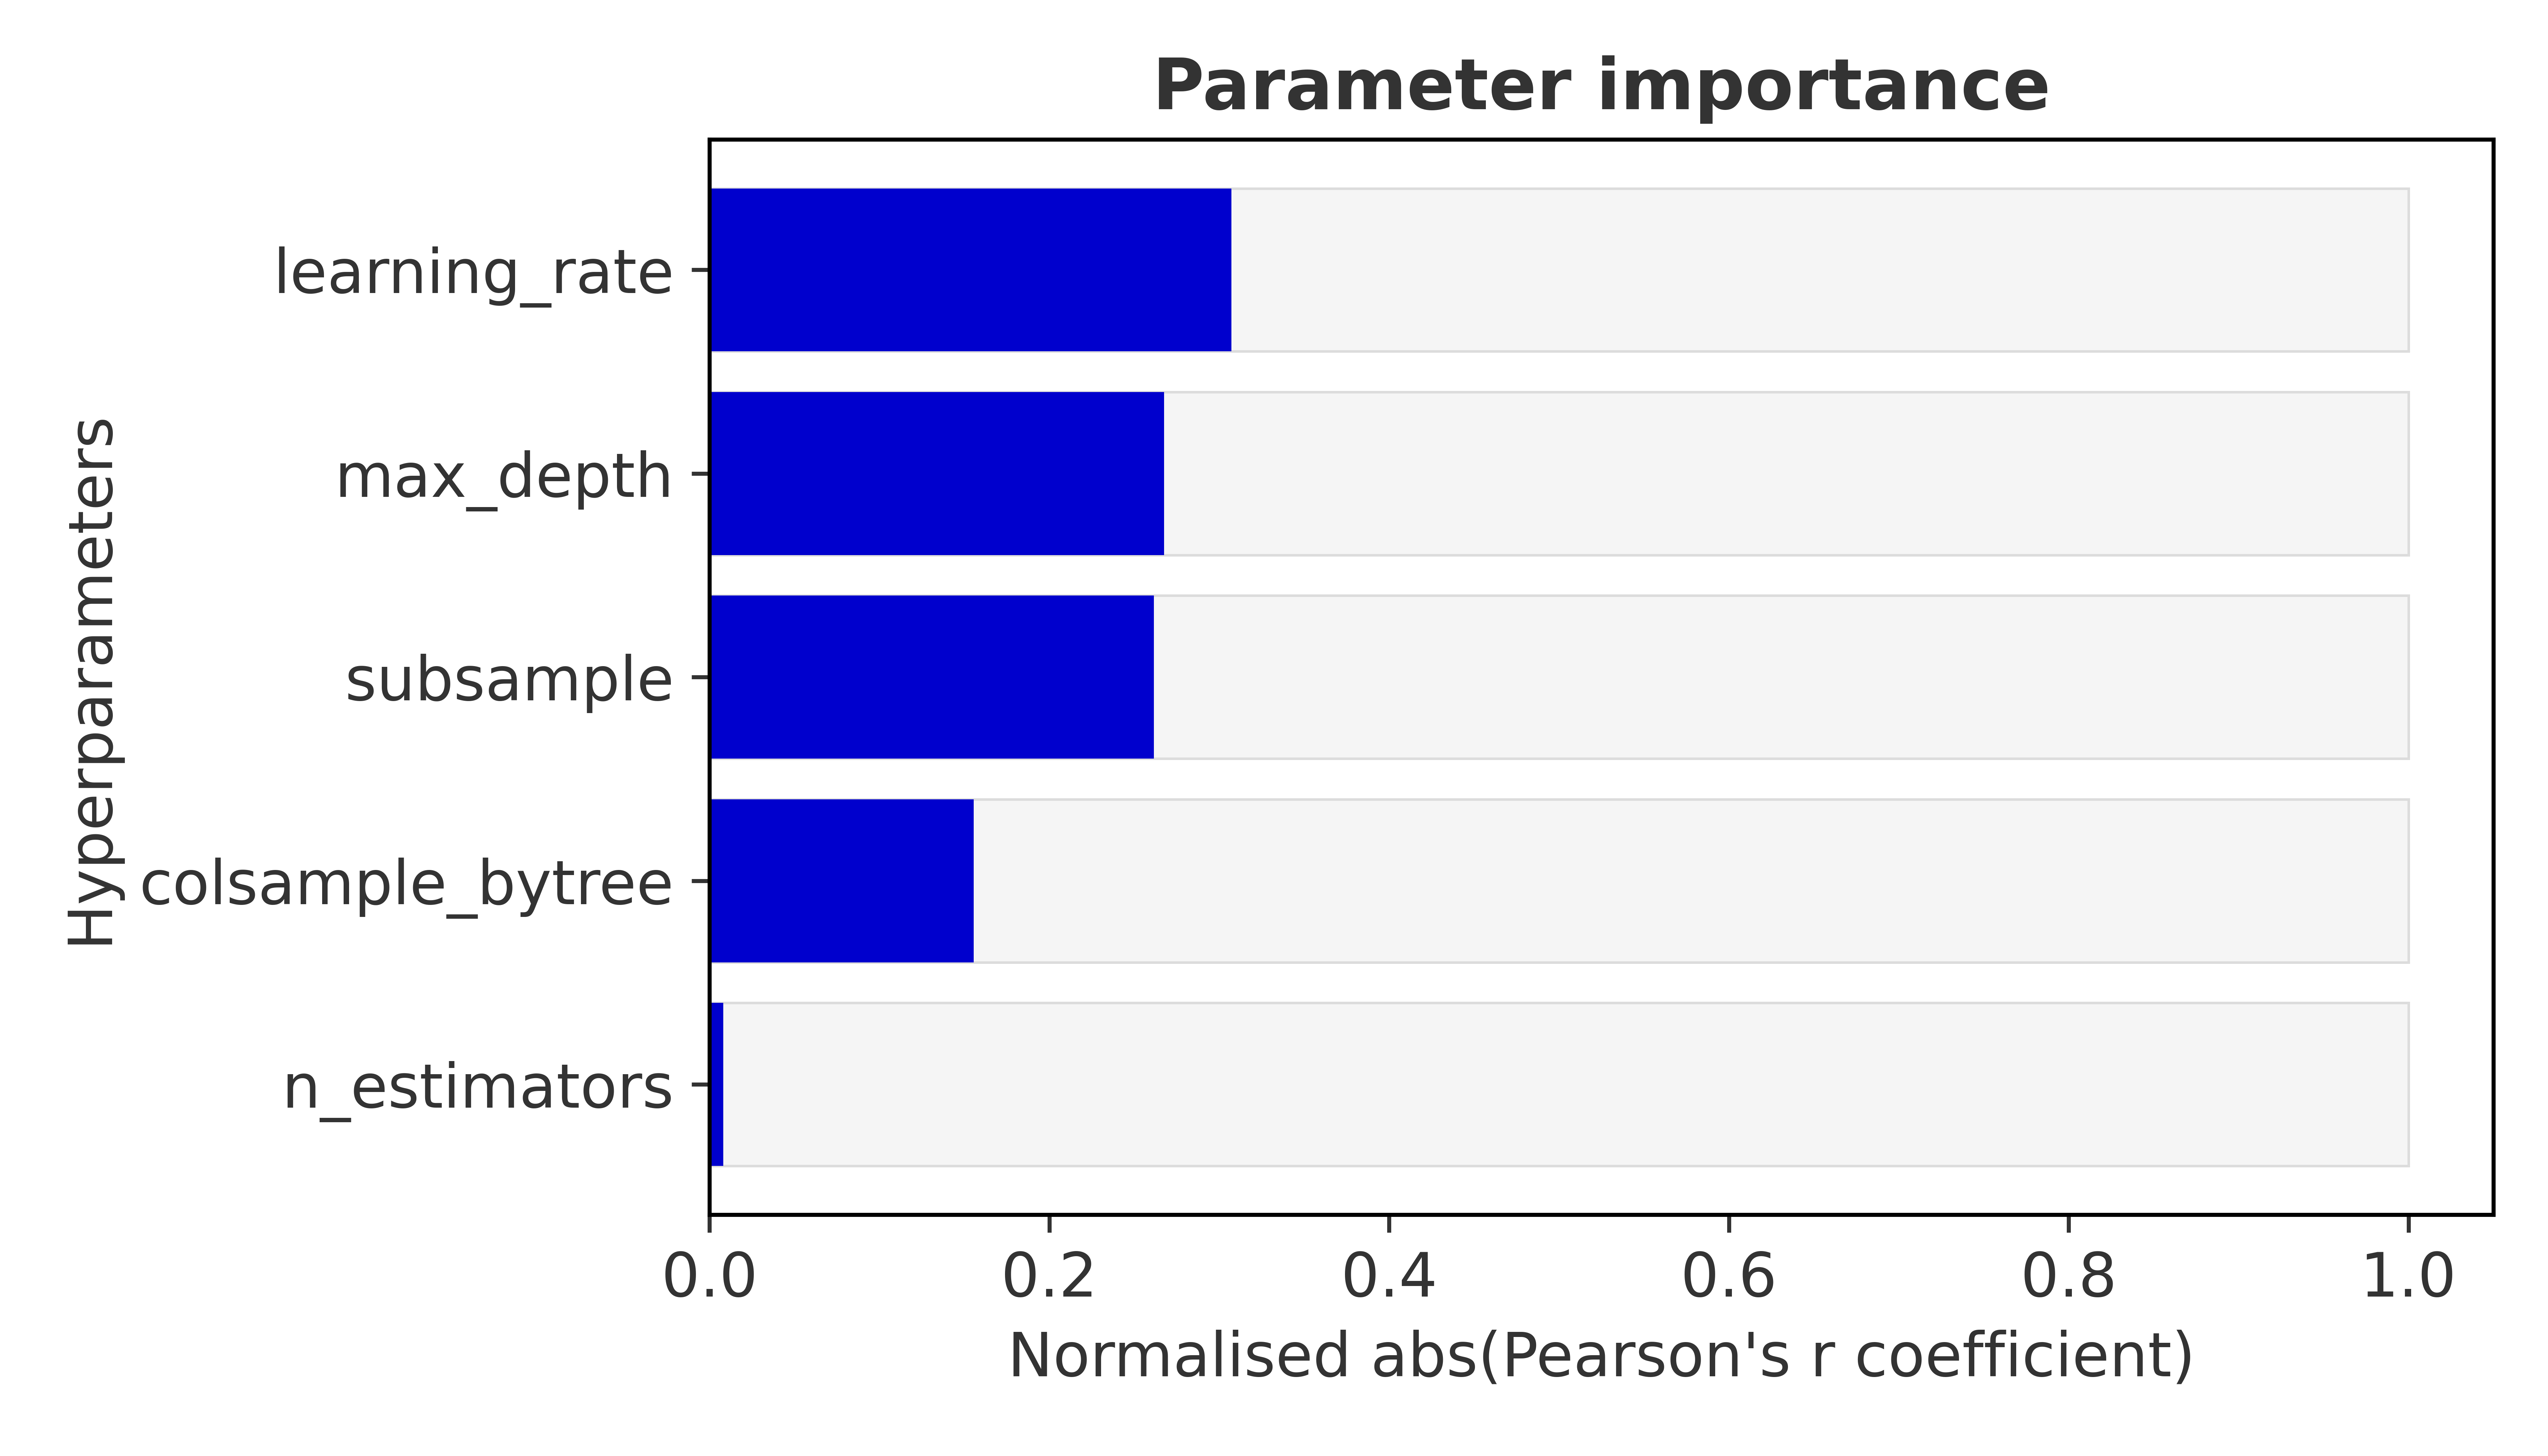 Parameter importance
Hyperparameters
learning_rate
max_depth
subsample
colsample_bytree
n_estimators
0.0 0.2 0.4 0.6 0.8 1.0
Normalised abs(Pearson's r coefficient)